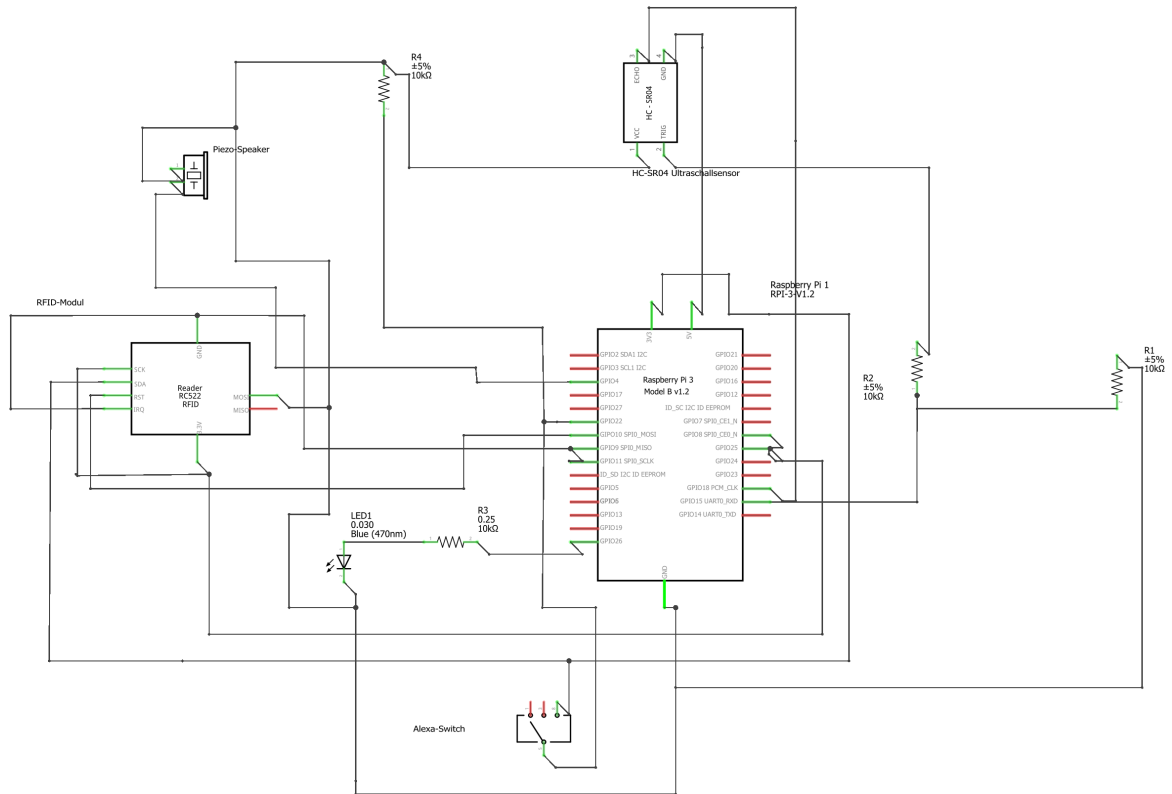 R4
±5%
10kΩ
3
4
ECHO
GND
HC - SR04
VCC
TRIG
1
2
HC-SR04 Ultraschallsensor
Piezo-Speaker
RFID-Modul
GND
SCK
SDA
RST
IRQ
Reader
RC522
RFID
MOSI
MISO
3.3V
Raspberry Pi 1
RPI-3-V1.2
3V3
5V
Raspberry Pi 3
Model B v1.2
GPIO2 SDA1 I2C
GPIO3 SCL1 I2C
GPIO4
GPIO17
GPIO27
GPIO22
GIPO10 SPI0_MOSI
GPIO9 SPI0_MISO
GPIO11 SPI0_SCLK
ID_SD I2C ID EEPROM
GPIO5
GPIO6
GPIO13
GPIO19
GPIO26
GPIO21
GPIO20
GPIO16
GPIO12
ID_SC I2C ID EEPROM
GPIO7 SPI0_CE1_N
GPIO8 SPI0_CE0_N
GPIO25
GPIO24
GPIO23
GPIO18 PCM_CLK
GPIO15 UART0_RXD
GPIO14 UART0_TXD
GND
R2
±5%
10kΩ
R1
±5%
10kΩ
LED1
0.030
Blue (470nm)
R3
0.25
10kΩ
Alexa-Switch